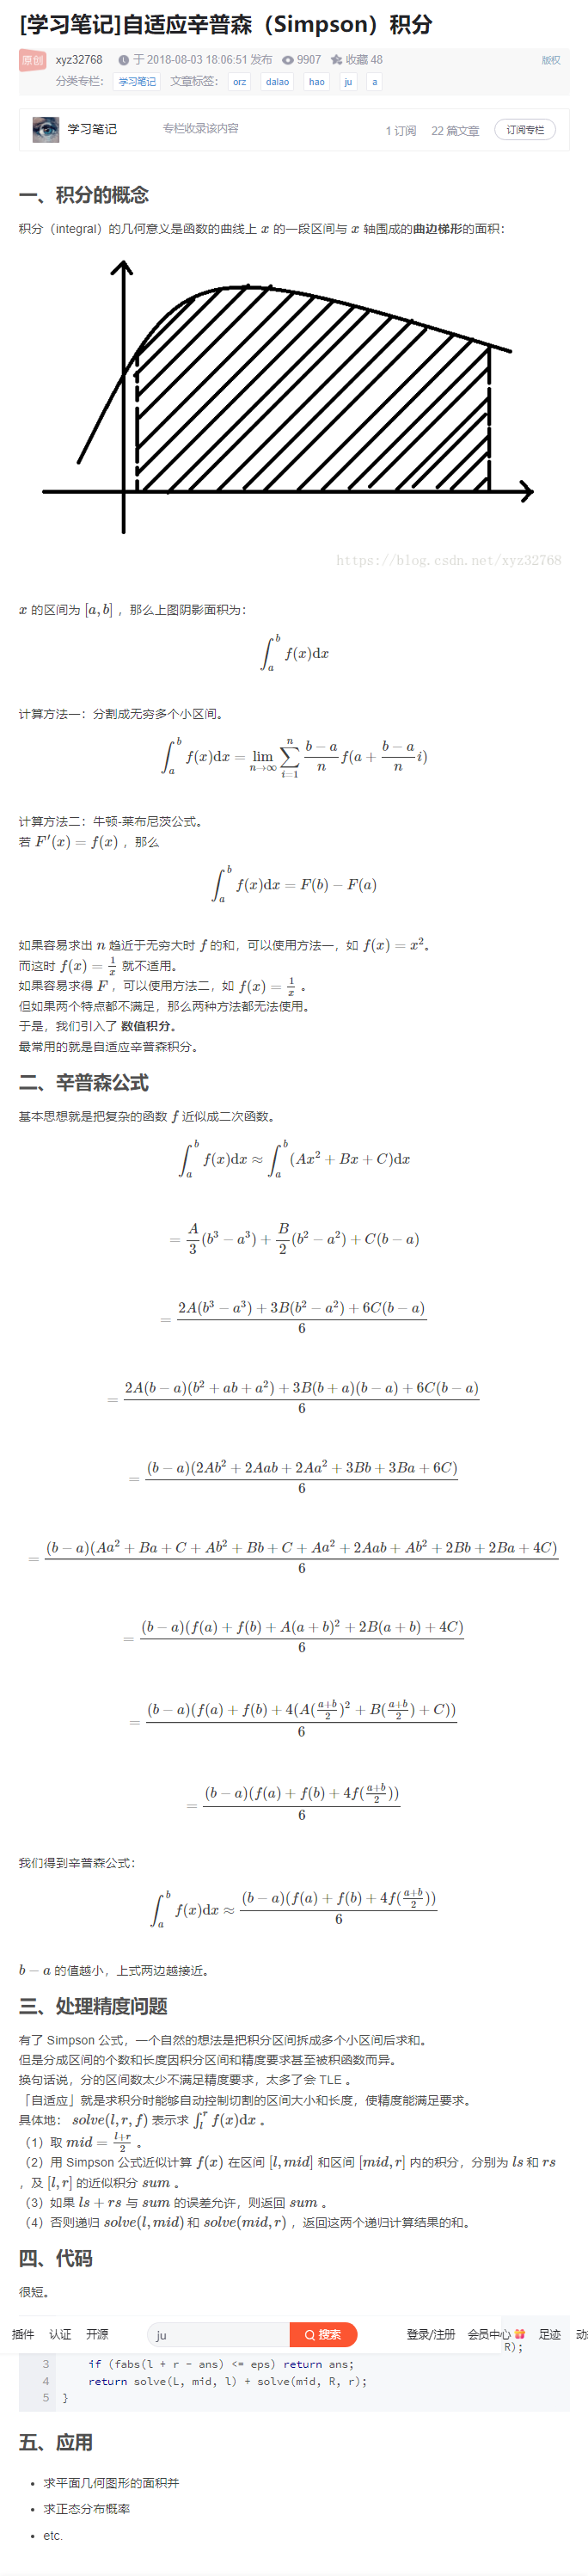 [学习笔记]自适应辛普森（Simpson）积分
原创 xyz32768 于 2018-08-03 18:06:51 发布 9907 收藏 48 版权
分类专栏： 学习笔记 文章标签： orz dalao hao ju a
学习笔记 专栏收录该内容 1 订阅 22 篇文章 订阅专栏
一、积分的概念
积分（integral）的几何意义是函数的曲线上 x 的一段区间与 x 轴围成的曲边梯形的面积：
https://blog.csdn.net/xyz32768
x 的区间为 [a, b] ，那么上图阴影面积为：
∫_a^b f(x)dx
计算方法一：分割成无穷多个小区间。
∫_a^b f(x)dx = lim_{n→∞} ∑_{i=1}^n \frac{b−a}{n} f(a + \frac{b−a}{n} i)
计算方法二：牛顿-莱布尼茨公式。
若 F′(x) = f(x) ，那么
∫_a^b f(x)dx = F(b) − F(a)
如果容易求出 n 趋近于无穷大时 f 的和，可以使用方法一，如 f(x) = x^2。
而这时 f(x) = \frac{1}{x} 就不适用。
如果容易求得 F ，可以使用方法二，如 f(x) = \frac{1}{x} 。
但如果两个特点都不满足，那么两种方法都无法使用。
于是，我们引入了 数值积分。
最常用的就是自适应辛普森积分。
二、辛普森公式
基本思想就是把复杂的函数 f 近似成二次函数。
∫_a^b f(x)dx ≈ ∫_a^b (Ax^2 + Bx + C)dx
= \frac{A}{3}(b^3 − a^3) + \frac{B}{2}(b^2 − a^2) + C(b − a)
= \frac{2A(b^3 − a^3) + 3B(b^2 − a^2) + 6C(b − a)}{6}
= \frac{2A(b − a)(b^2 + ab + a^2) + 3B(b + a)(b − a) + 6C(b − a)}{6}
= \frac{(b − a)(2Ab^2 + 2Aab + 2Aa^2 + 3Bb + 3Ba + 6C)}{6}
= \frac{(b − a)(Aa^2 + Ba + C + Ab^2 + Bb + C + Aa^2 + 2Aab + Ab^2 + 2Bb + 2Ba + 4C)}{6}
= \frac{(b − a)(f(a) + f(b) + A(a + b)^2 + 2B(a + b) + 4C)}{6}
= \frac{(b − a)(f(a) + f(b) + 4(A(\frac{a+b}{2})^2 + B(\frac{a+b}{2}) + C))}{6}
= \frac{(b − a)(f(a) + f(b) + 4f(\frac{a+b}{2}))}{6}
我们得到辛普森公式：
∫_a^b f(x)dx ≈ \frac{(b − a)(f(a) + f(b) + 4f(\frac{a+b}{2}))}{6}
b − a 的值越小，上式两边越接近。
三、处理精度问题
有了 Simpson 公式，一个自然的想法是把积分区间拆成多个小区间后求和。
但是分成区间的个数和长度因积分区间和精度要求甚至被积函数而异。
换句话说，分的区间数太少不满足精度要求，太多了会 TLE 。
「自适应」就是求积分时能够自动控制切割的区间大小和长度，使精度能满足要求。
具体地： solve(l, r, f) 表示求 ∫_l^r f(x)dx 。
（1）取 mid = \frac{l+r}{2} 。
（2）用 Simpson 公式近似计算 f(x) 在区间 [l, mid] 和区间 [mid, r] 内的积分，分别为 ls 和 rs
，及 [l, r] 的近似积分 sum 。
（3）如果 ls + rs 与 sum 的误差允许，则返回 sum 。
（4）否则递归 solve(l, mid) 和 solve(mid, r) ，返回这两个递归计算结果的和。
四、代码
很短。
插件 认证 开源 ju 搜索 登录/注册 会员中心 足迹 动
R);
3 if (fabs(l + r - ans) <= eps) return ans;
4 return solve(L, mid, l) + solve(mid, R, r);
5 }
五、应用
• 求平面几何图形的面积并
• 求正态分布概率
• etc.